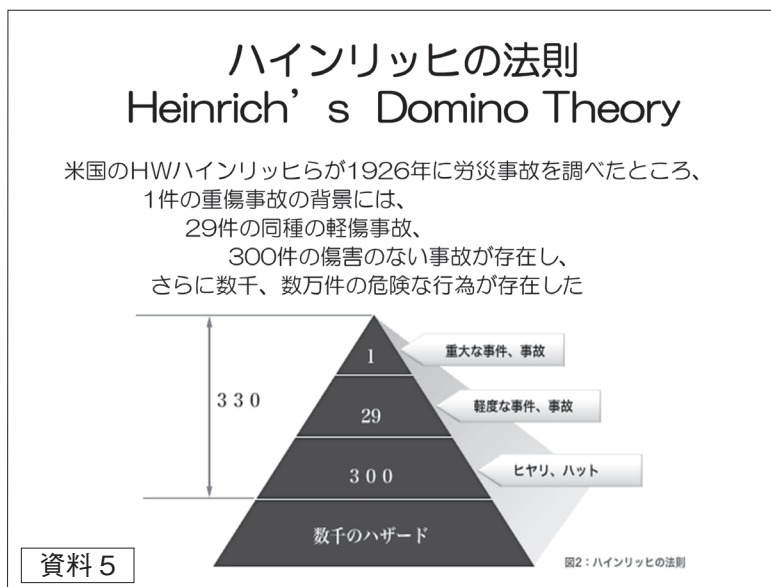 ハインリッヒの法則
Heinrich’s Domino Theory
米国のHWハインリッヒらが1926年に労災事故を調べたところ、
1件の重傷事故の背景には、
29件の同種の軽傷事故、
300件の傷害のない事故が存在し、
さらに数千、数万件の危険な行為が存在した
1
重大な事件、事故
330
29
軽度な事件、事故
300
ヒヤリ、ハット
数千のハザード
資料5
図2：ハインリッヒの法則